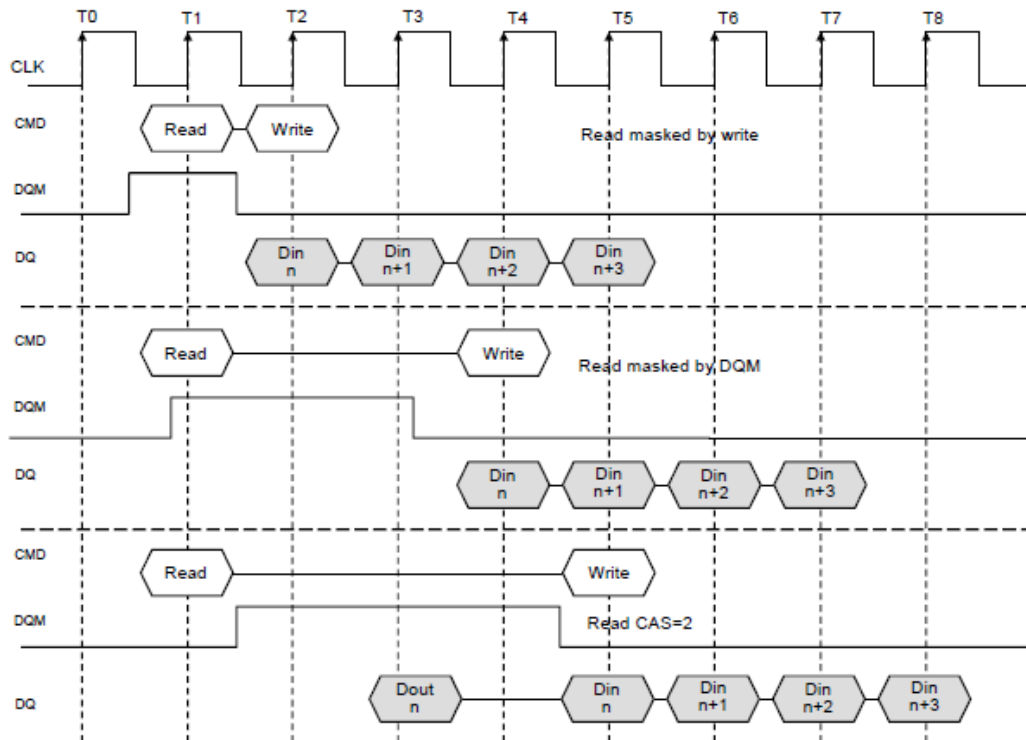 T0 T1 T2 T3 T4 T5 T6 T7 T8
CLK
CMD Read Write Read masked by write
DQM
DQ Din n Din n+1 Din n+2 Din n+3
CMD Read Write Read masked by DQM
DQM
DQ Din n Din n+1 Din n+2 Din n+3
CMD Read Write
DQM Read CAS=2
DQ Dout n Din n Din n+1 Din n+2 Din n+3